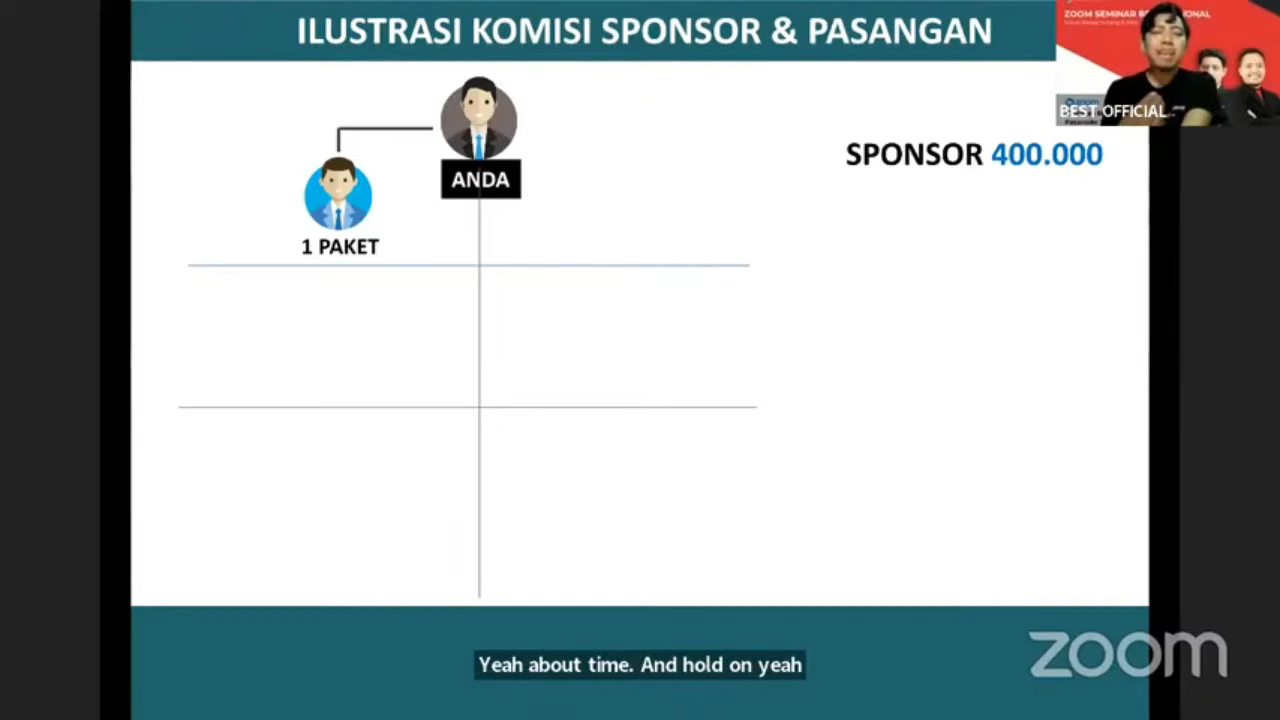 ILUSTRASI KOMISI SPONSOR & PASANGAN
BEST OFFICIAL
SPONSOR 400.000
ANDA
1 PAKET
Yeah about time. And hold on yeah
zoom